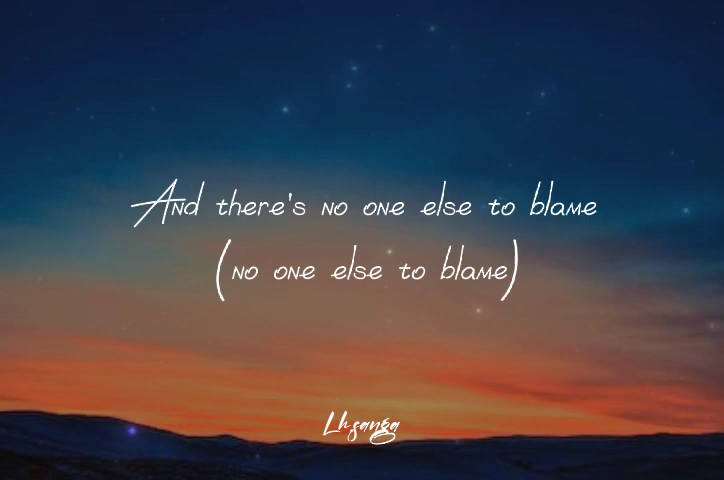 And there's no one else to blame
(no one else to blame)
Lhsanga